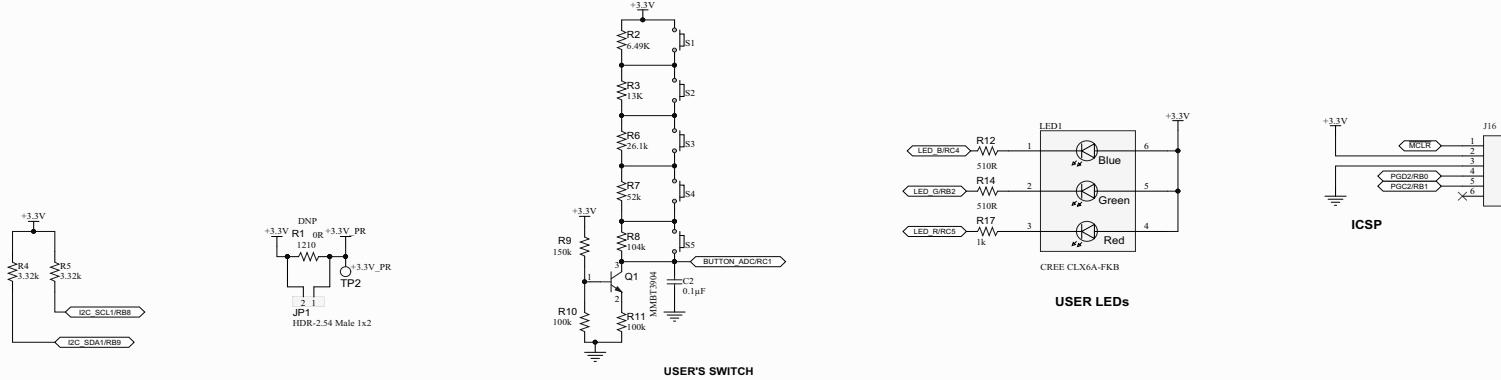 +3.3V
R4
3.32k
R5
3.32k
I2C_SCL1/RB8
I2C_SDA1/RB9
DNP
+3.3V
R1
0R
+3.3V_PR
1210
+3.3V_PR
TP2
2 1
JP1
HDR-2.54 Male 1x2
+3.3V
R2
6.49K
S1
R3
13K
S2
R6
26.1k
S3
R7
52k
S4
+3.3V
R8
104k
S5
R9
150k
BUTTON_ADC/RC1
3
1
Q1
2
MMBT3904
C2
0.1µF
R10
100k
R11
100k
USER'S SWITCH
+3.3V
LED1
LED_B/RC4
R12
510R
1
Blue
6
LED_G/RB2
R14
510R
2
Green
5
LED_R/RC5
R17
1k
3
Red
4
CREE CLX6A-FKB
USER LEDs
+3.3V
J16
MCLR
1
2
3
PGD2/RB0
4
PGC2/RB1
5
6
ICSP